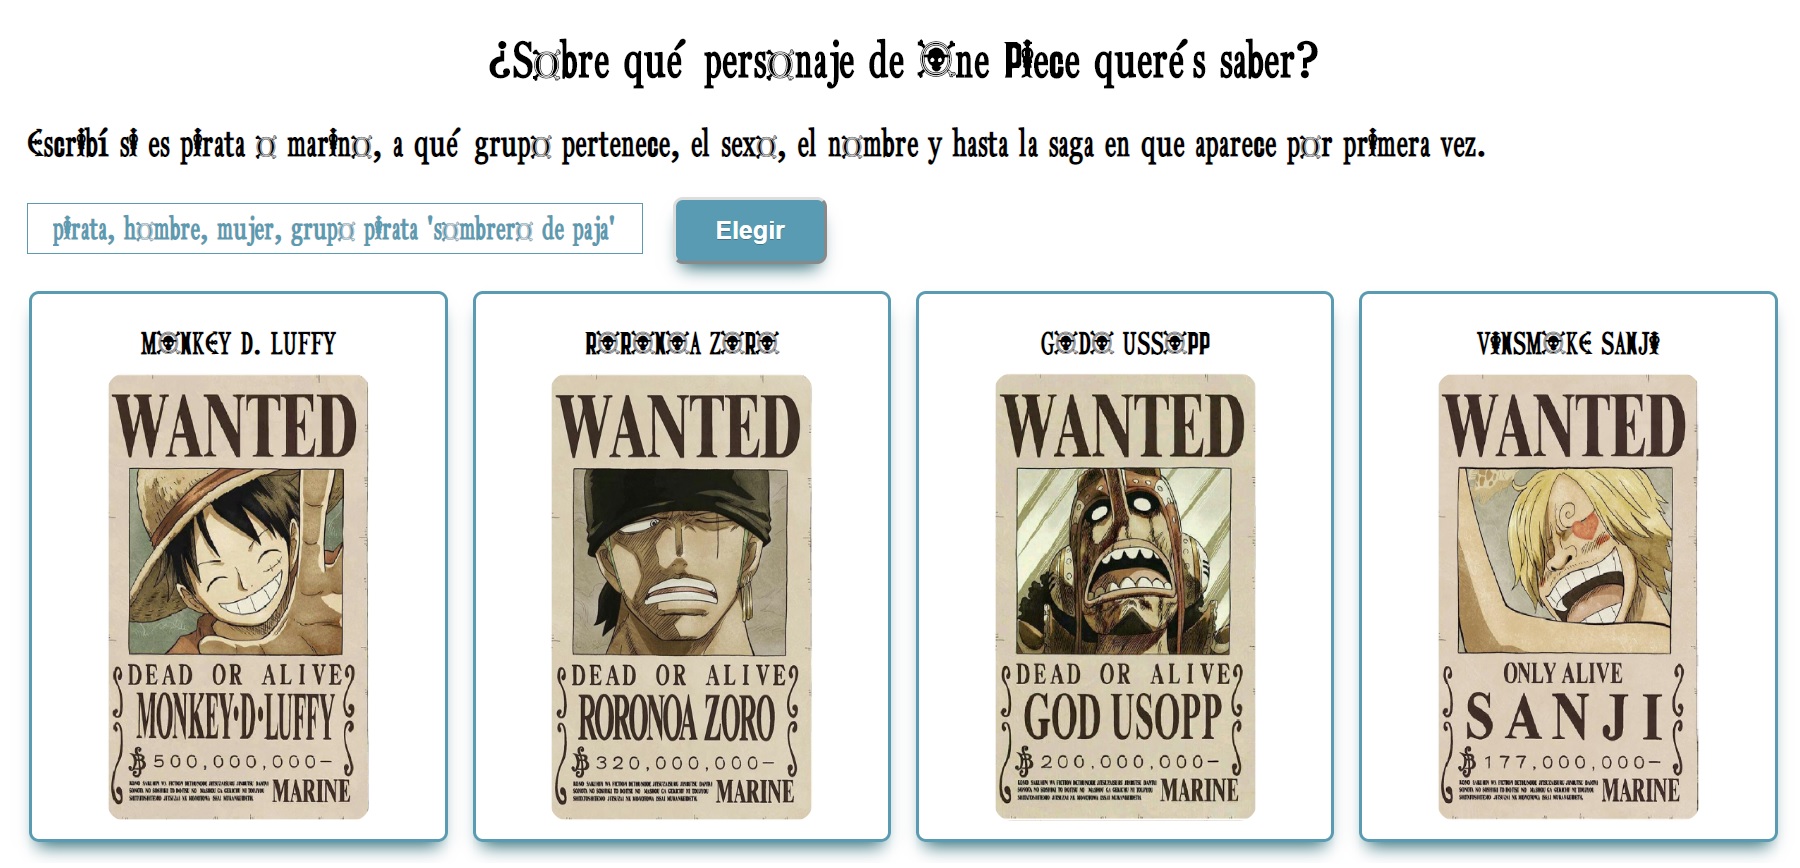 ¿Sobre qué personaje de One Piece querés saber?
Escribí si es pirata o marino, a qué grupo pertenece, el sexo, el nombre y hasta la saga en que aparece por primera vez.
pirata, hombre, mujer, grupo pirata 'sombrero de paja'
Elegir
MONKEY D. LUFFY
WANTED
DEAD OR ALIVE
MONKEY·D·LUFFY
500,000,000-
MARINE
RORONOA ZORO
WANTED
DEAD OR ALIVE
RORONOA ZORO
320,000,000-
MARINE
GODO USSOPP
WANTED
DEAD OR ALIVE
GOD USOPP
200,000,000-
MARINE
VINSMOKE SANJI
WANTED
ONLY ALIVE
SANJI
177,000,000-
MARINE